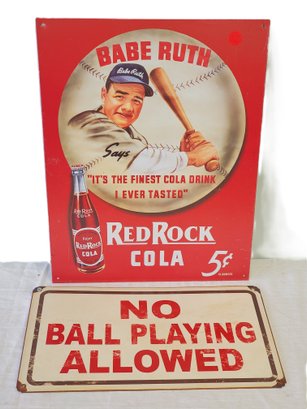 BABE RUTH
Babe Ruth
Says
"IT'S THE FINEST COLA DRINK
I EVER TASTED"
RED ROCK
COLA
5¢
RED ROCK
COLA
NO
BALL PLAYING
ALLOWED